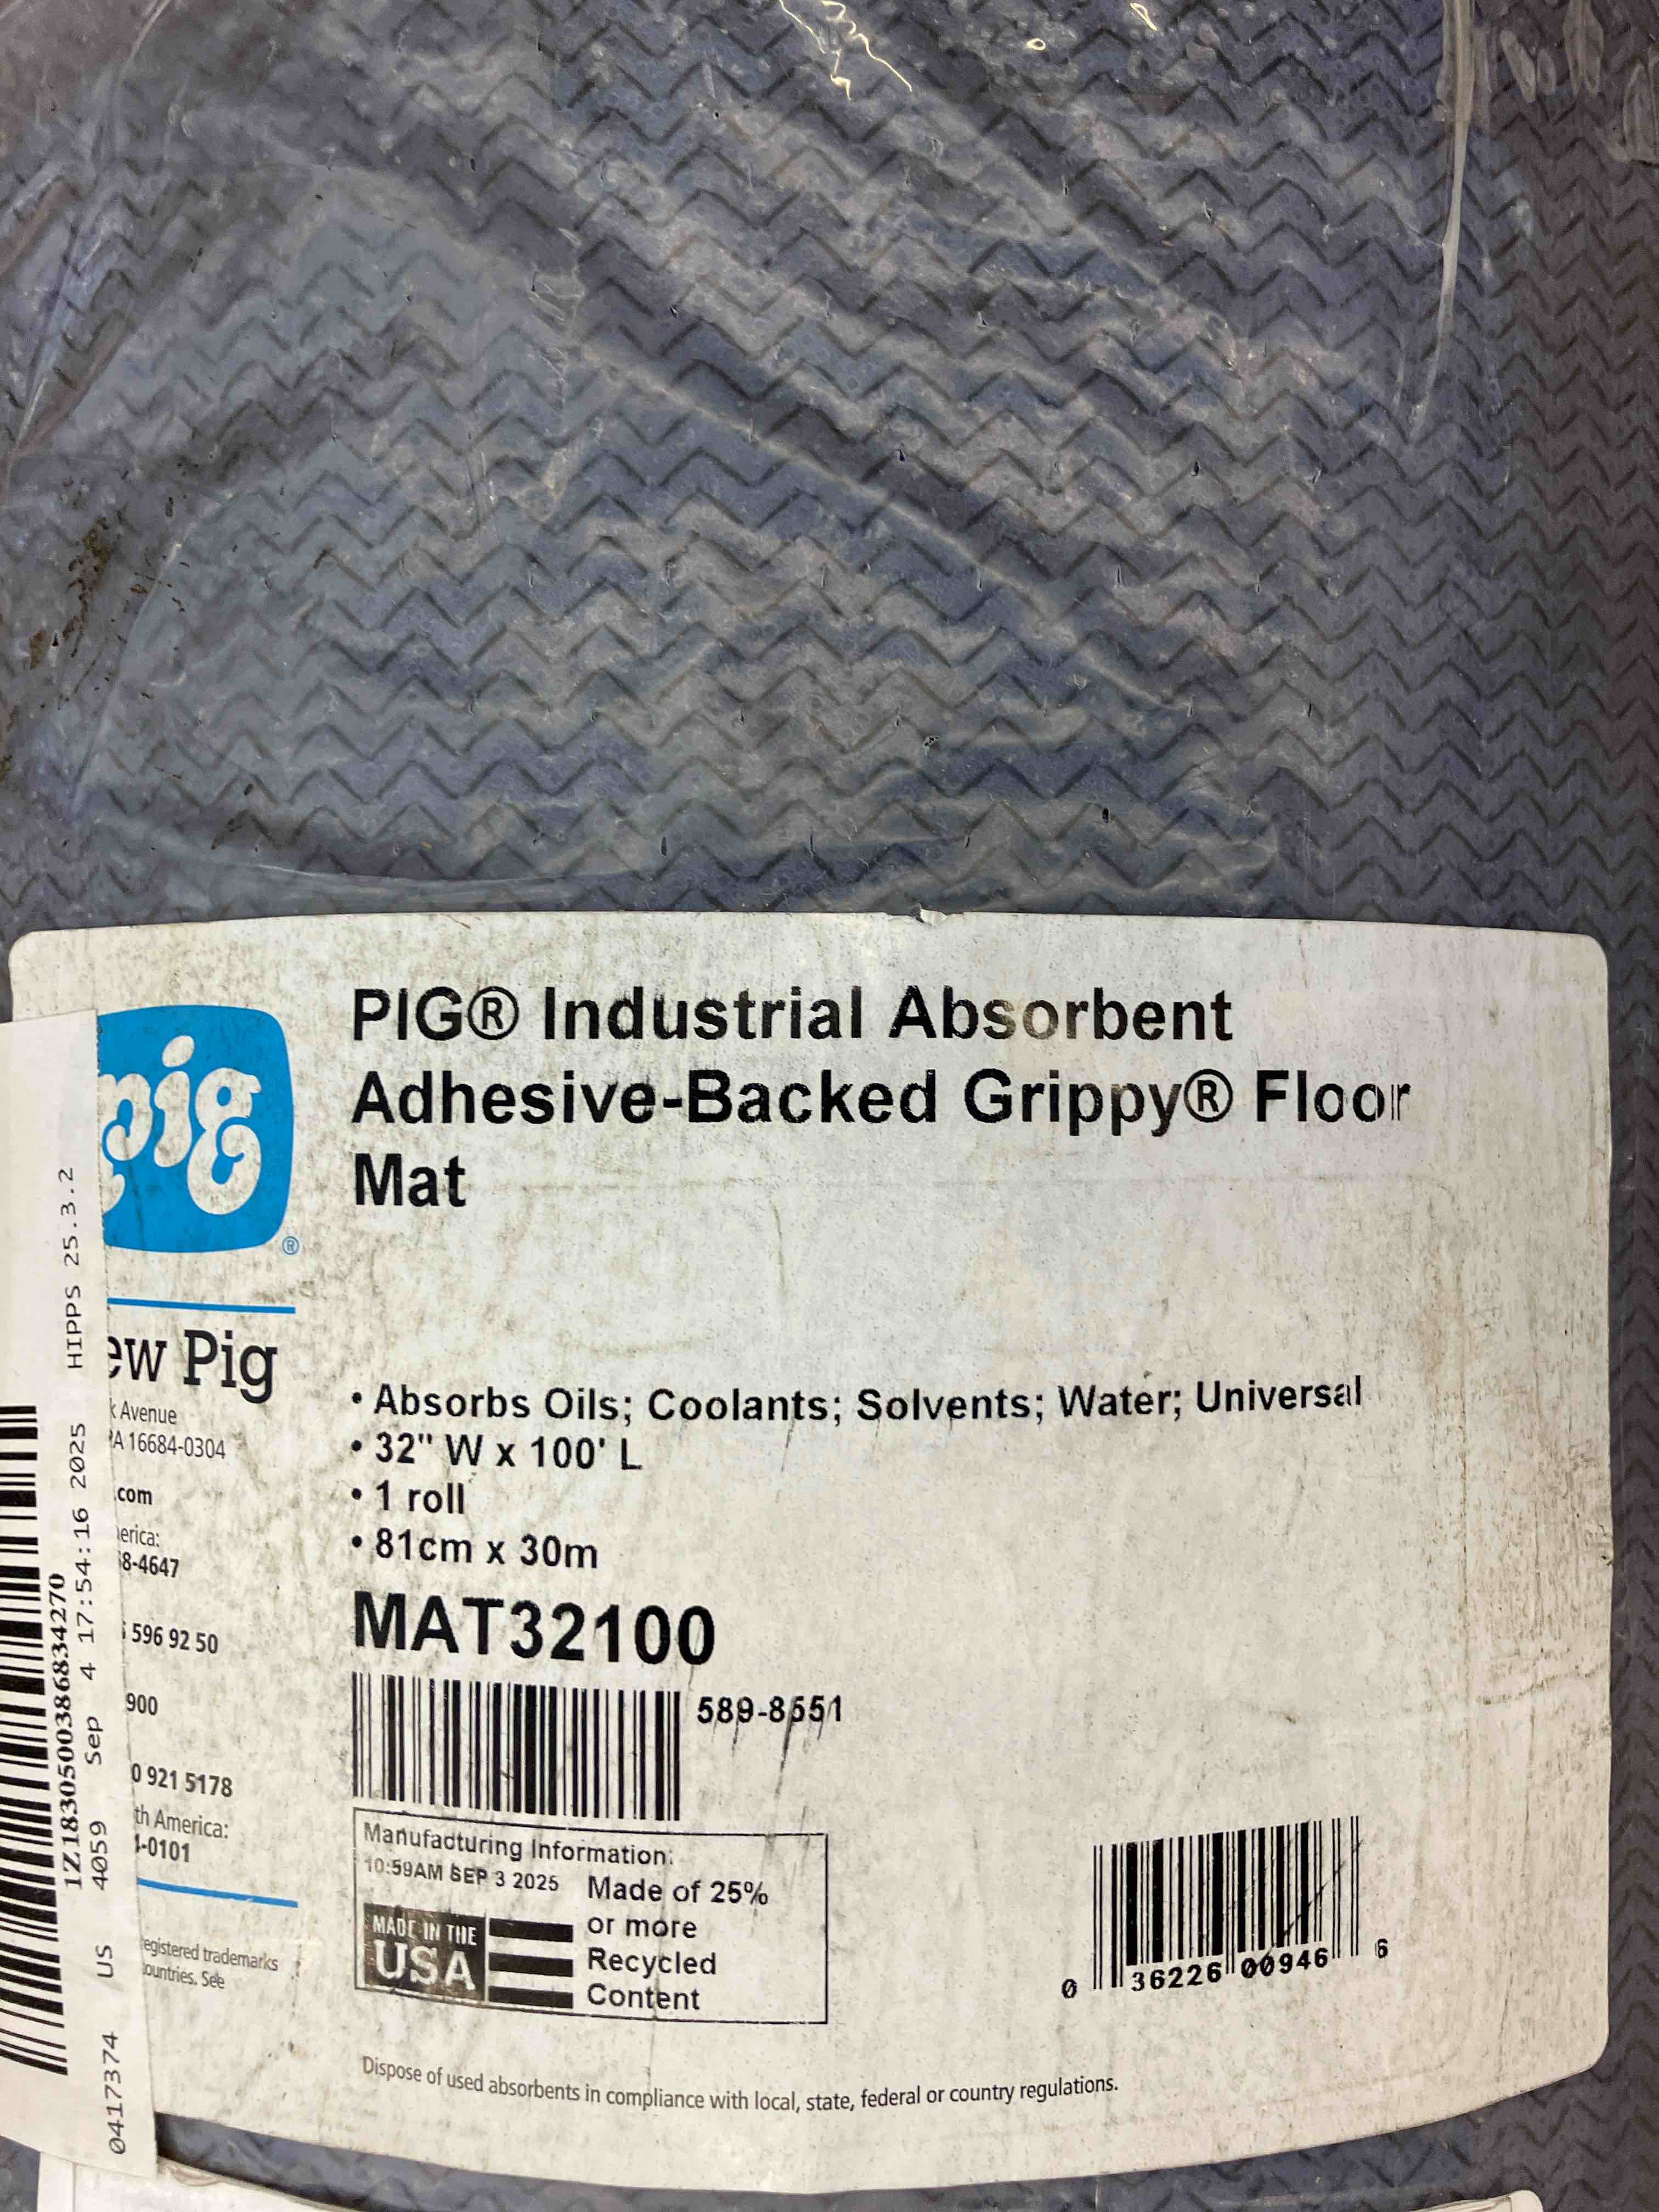 PIG® Industrial Absorbent
Adhesive-Backed Grippy® Floor
Mat
• Absorbs Oils; Coolants; Solvents; Water; Universal
• 32" W x 100' L
• 1 roll
• 81cm x 30m
MAT32100
589-8551
Manufacturing Information:
10:59AM SEP 3 2025
Made of 25%
or more
Recycled
Content
MADE IN THE
USA
0 36226 00946 6
Dispose of used absorbents in compliance with local, state, federal or country regulations.
pig
®
ew Pig
k Avenue
PA 16684-0304
.com
erica:
8-4647
596 92 50
900
0 921 5178
th America:
4-0101
egistered trademarks
ountries. See
1Z1830500386834270
HIPPS 25.3.2
0417374 US 4059 Sep 4 17:54:16 2025